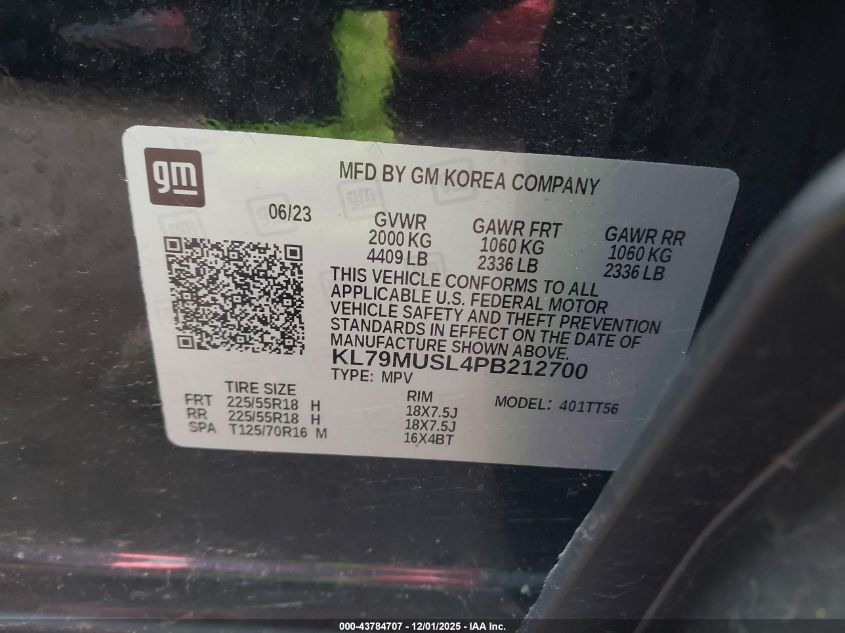 gm
MFD BY GM KOREA COMPANY
06/23 GVWR GAWR FRT GAWR RR
2000 KG 1060 KG 1060 KG
4409 LB 2336 LB 2336 LB
THIS VEHICLE CONFORMS TO ALL
APPLICABLE U.S. FEDERAL MOTOR
VEHICLE SAFETY AND THEFT PREVENTION
STANDARDS IN EFFECT ON THE DATE OF
MANUFACTURE SHOWN ABOVE.
KL79MUSL4PB212700
TYPE: MPV
TIRE SIZE RIM MODEL: 401TT56
FRT 225/55R18 H 18X7.5J
RR 225/55R18 H 18X7.5J
SPA T125/70R16 M 16X4BT
000-43784707 - 12/01/2025 - IAA Inc.